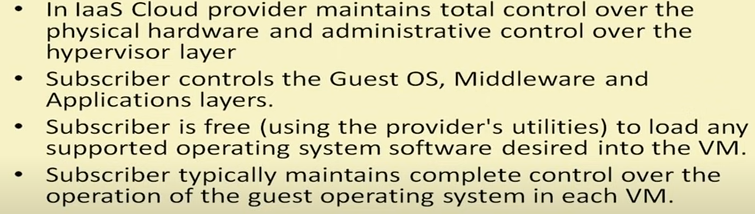 • In IaaS Cloud provider maintains total control over the
physical hardware and administrative control over the
hypervisor layer
• Subscriber controls the Guest OS, Middleware and
Applications layers.
• Subscriber is free (using the provider's utilities) to load any
supported operating system software desired into the VM.
• Subscriber typically maintains complete control over the
operation of the guest operating system in each VM.